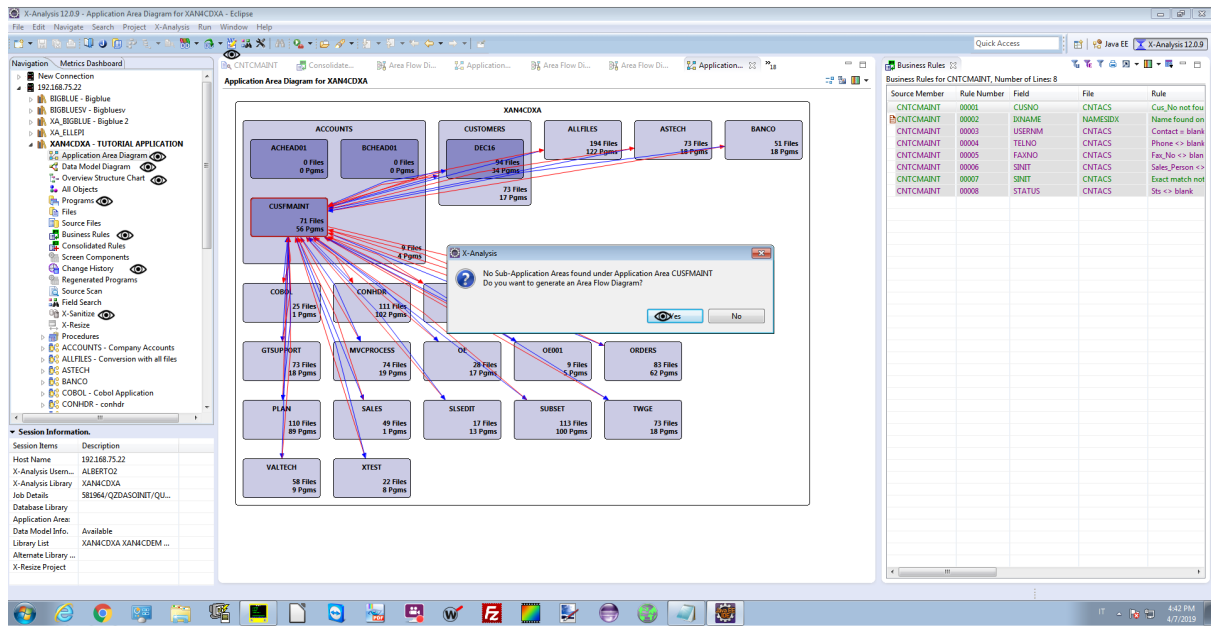 X-Analysis 12.0.9 - Application Area Diagram for XAN4CDXA - Eclipse
File Edit Navigate Search Project X-Analysis Run Window Help
Quick Access
Java EE
X-Analysis 12.0.9
Navigation
Metrics Dashboard
New Connection
192.168.75.22
BIGBLUE - Bigblue
BIGBLUESV - Bigbluesv
XA_BIGBLUE - Bigblue 2
XA_ELLEPI
XAN4CDXA - TUTORIAL APPLICATION
Application Area Diagram
Data Model Diagram
Overview Structure Chart
All Objects
Programs
Files
Source Files
Business Rules
Consolidated Rules
Screen Components
Change History
Regenerated Programs
Source Scan
Field Search
X-Sanitize
X-Resize
Procedures
ACCOUNTS - Company Accounts
ALLFILES - Conversion with all files
ASTECH
BANCO
COBOL - Cobol Application
CONHDR - conhdr
Session Information.
Session Items Description
Host Name 192.168.75.22
X-Analysis Usern... ALBERTO2
X-Analysis Library XAN4CDXA
Job Details 581964/QZDASOINIT/QU...
Database Library
Application Area:
Data Model Info. Available
Library List XAN4CDXA XAN4CDEM ...
Alternate Library ...
X-Resize Project
CNTCMAINT
Consolidate...
Area Flow Di...
Application...
Area Flow Di...
Area Flow Di...
Application...
18
Application Area Diagram for XAN4CDXA
XAN4CDXA
ACCOUNTS
ACHEAD01
0 Files
0 Pgms
BCHEAD01
0 Files
0 Pgms
CUSFMAINT
71 Files
56 Pgms
9 Files
4 Pgms
CUSTOMERS
DEC16
94 Files
34 Pgms
73 Files
17 Pgms
ALLFILES
194 Files
122 Pgms
ASTECH
73 Files
18 Pgms
BANCO
51 Files
18 Pgms
COBOL
25 Files
1 Pgms
CONHDR
111 Files
102 Pgms
X-Analysis
No Sub-Application Areas found under Application Area CUSFMAINT
Do you want to generate an Area Flow Diagram?
Yes
No
GTSUPPORT
73 Files
18 Pgms
MVCPROCESS
74 Files
19 Pgms
OE
28 Files
17 Pgms
OE001
9 Files
5 Pgms
ORDERS
83 Files
62 Pgms
PLAN
110 Files
89 Pgms
SALES
49 Files
1 Pgms
SLSEDIT
17 Files
13 Pgms
SUBSET
113 Files
100 Pgms
TWGE
73 Files
18 Pgms
VALTECH
58 Files
9 Pgms
XTEST
22 Files
8 Pgms
Business Rules
Business Rules for CNTCMAINT, Number of Lines: 8
Source Member Rule Number Field File Rule
CNTCMAINT 00001 CUSNO CNTACS Cus_No not fou
CNTCMAINT 00002 IXNAME NAMESIDX Name found on
CNTCMAINT 00003 USERNM CNTACS Contact = blank
CNTCMAINT 00004 TELNO CNTACS Phone <> blank
CNTCMAINT 00005 FAXNO CNTACS Fax_No <> blan
CNTCMAINT 00006 SINIT CNTACS Sales_Person <>
CNTCMAINT 00007 SINIT CNTACS Exact match not
CNTCMAINT 00008 STATUS CNTACS Sts <> blank
IT
4:42 PM
4/7/2019